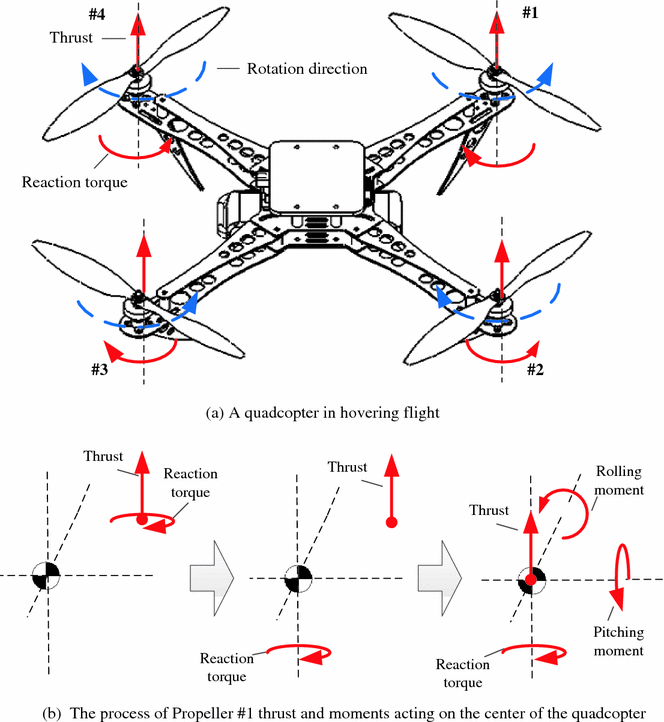 #4
#1
Thrust
Rotation direction
Reaction torque
#3
#2
(a) A quadcopter in hovering flight
Thrust
Reaction
torque
Thrust
Reaction
torque
Thrust
Rolling
moment
Pitching
moment
Reaction
torque
(b) The process of Propeller #1 thrust and moments acting on the center of the quadcopter